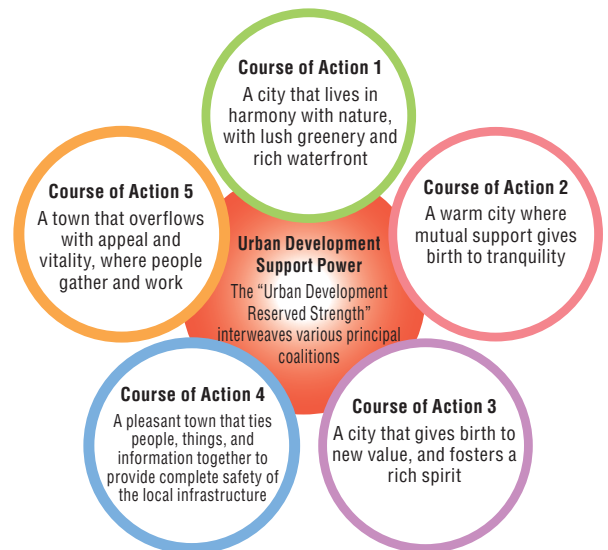 Course of Action 1
A city that lives in
harmony with nature,
with lush greenery and
rich waterfront
Course of Action 2
A warm city where
mutual support gives
birth to tranquility
Course of Action 3
A city that gives birth to
new value, and fosters a
rich spirit
Course of Action 4
A pleasant town that ties
people, things, and
information together to
provide complete safety of
the local infrastructure
Course of Action 5
A town that overflows
with appeal and
vitality, where people
gather and work
Urban Development
Support Power
The “Urban Development
Reserved Strength”
interweaves various principal
coalitions